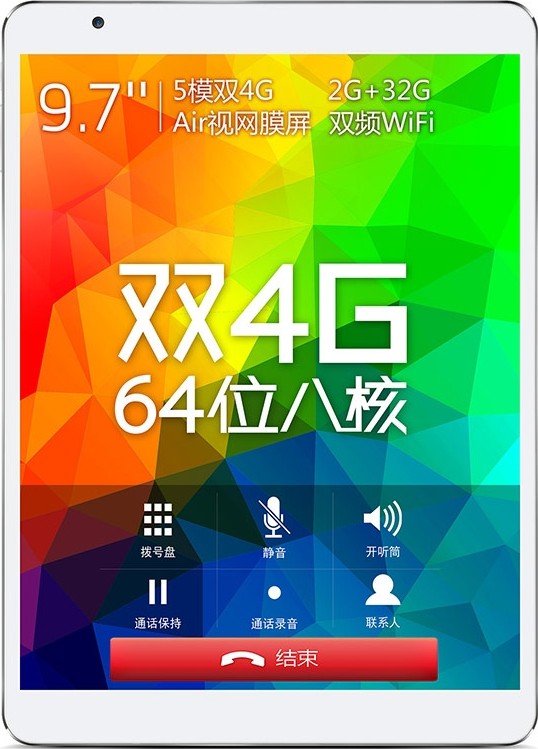 9.7"
5模双4G 2G+32G
Air视网膜屏 双频WiFi
双4G
64位八核
拨号盘 静音 开听筒
通话保持 通话录音 联系人
结束